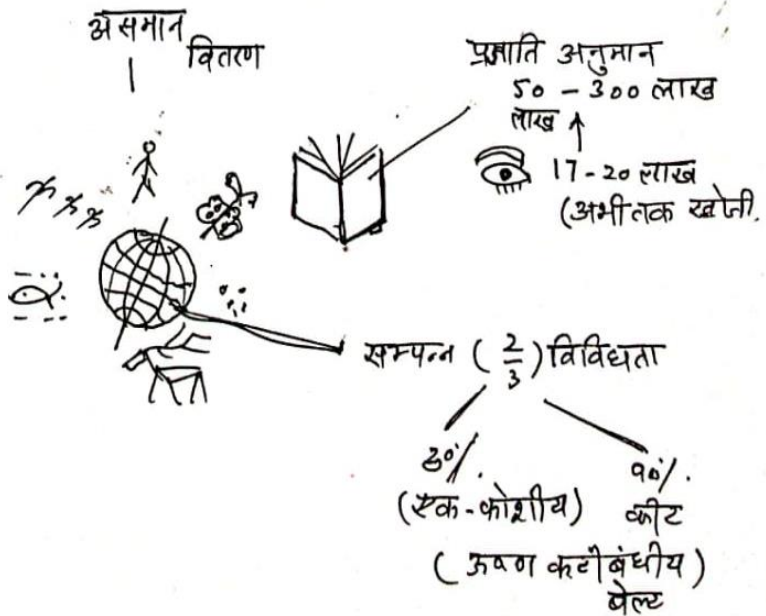 असमान
वितरण
प्रजाति अनुमान
50 - 300 लाख
लाख
17-20 लाख
(अभीतक खोजी.
सम्पन्न ( 2/3 ) विविधता
30%.
90%.
(एक-कोशीय) कीट
( ऊष्ण कटीबंधीय )
बेल्ट